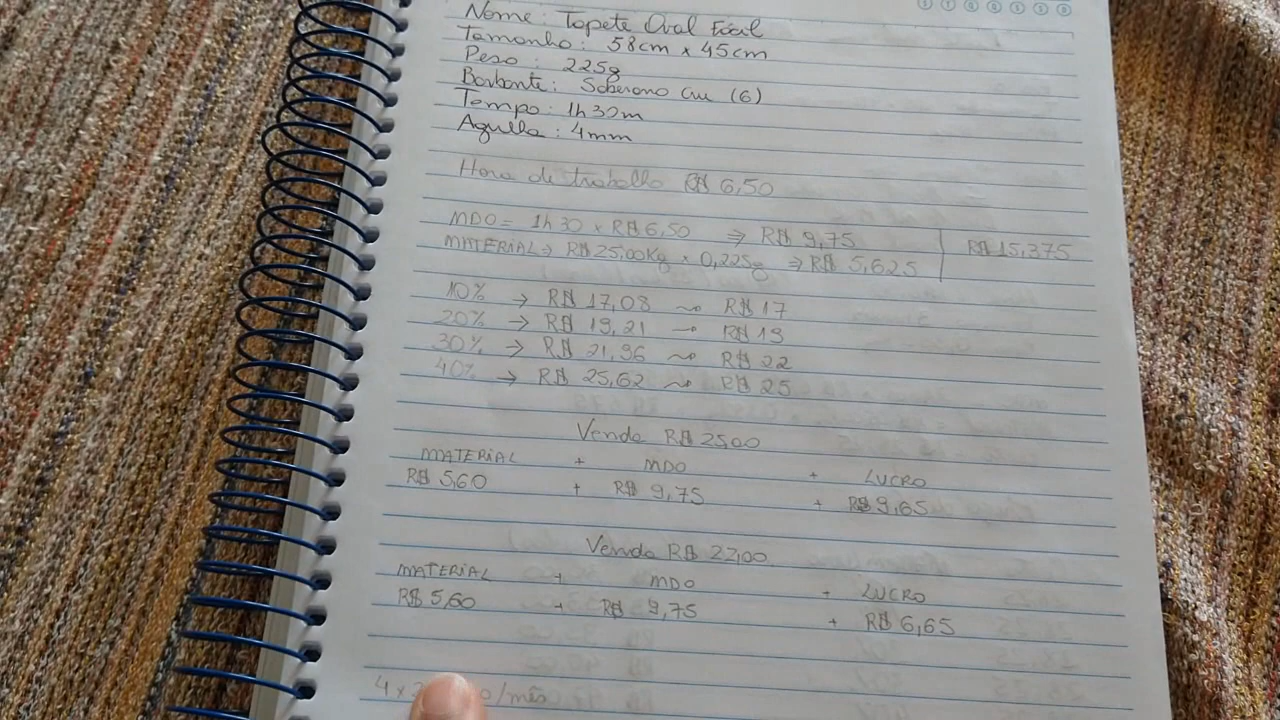 Nome: Tapete Oval Fácil
Tamanho: 58cm x 45cm
Peso: 225g
Barbante: Soberano Cru (6)
Tempo: 1h30m
Agulha: 4mm
Hora de trabalho R$ 6,50
MDO = 1h30 x R$ 6,50 ⇒ R$ 9,75 | R$ 15,375
MATERIAL → R$ 25,00Kg x 0,225g → R$ 5,625
10% → R$ 17,08 ~ R$ 17
20% → R$ 19,21 ~ R$ 19
30% → R$ 21,96 ~ R$ 22
40% → R$ 25,62 ~ R$ 25
Venda R$ 25,00
MATERIAL + MDO + LUCRO
R$ 5,60 + R$ 9,75 + R$ 9,65
Venda R$ 22,00
MATERIAL + MDO + LUCRO
R$ 5,60 + R$ 9,75 + R$ 6,65
4 x /mês